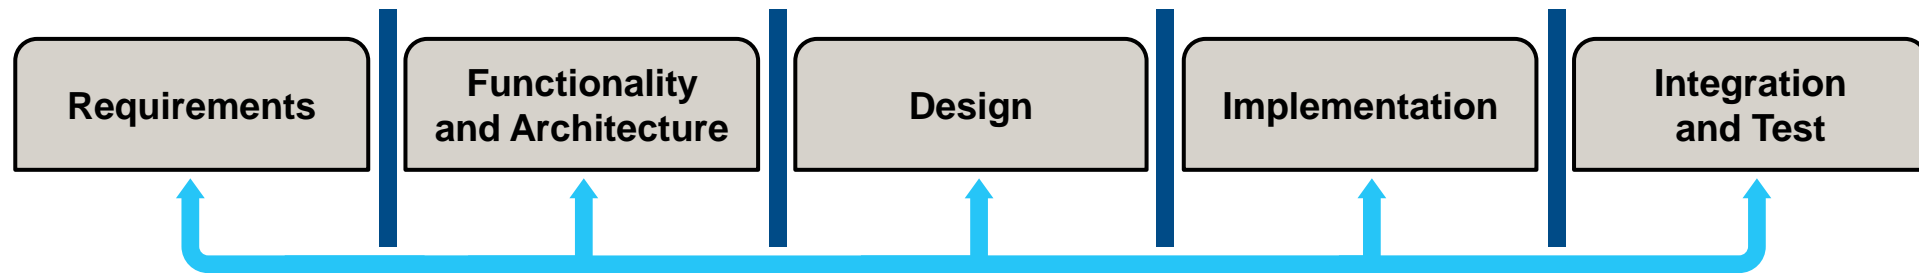 Requirements
Functionality
and Architecture
Design
Implementation
Integration
and Test